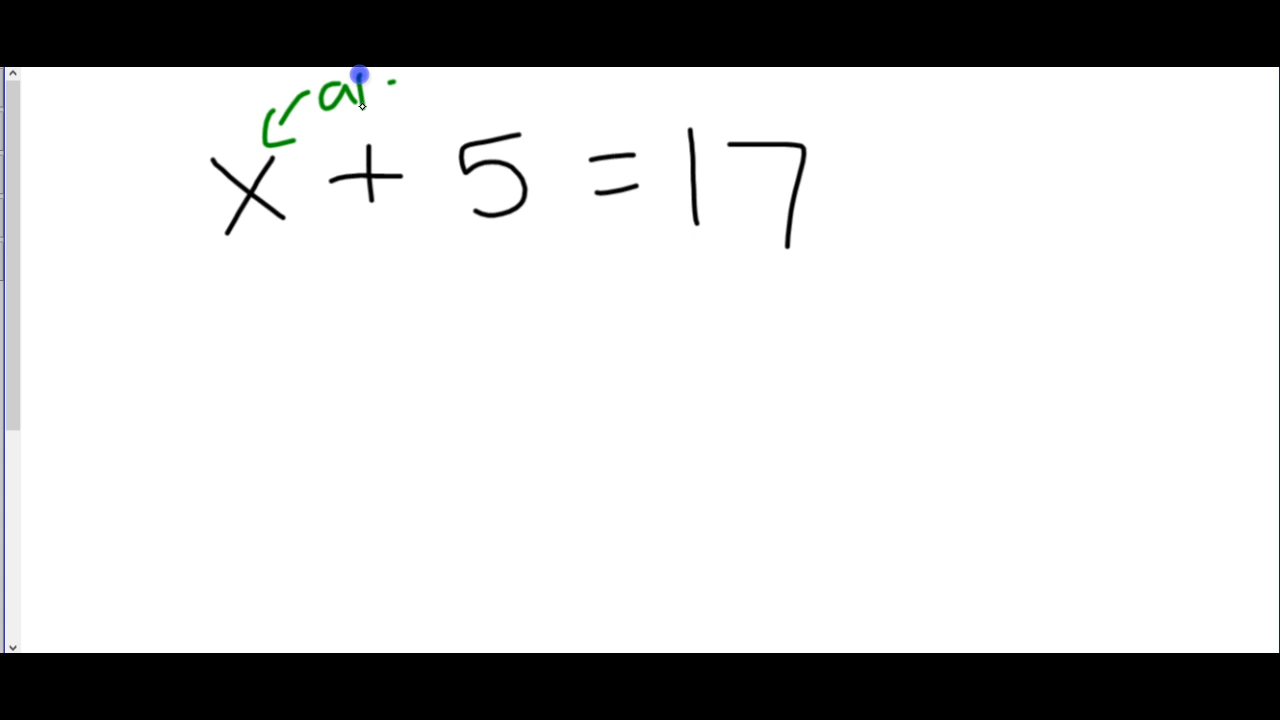 x + 5 = 17